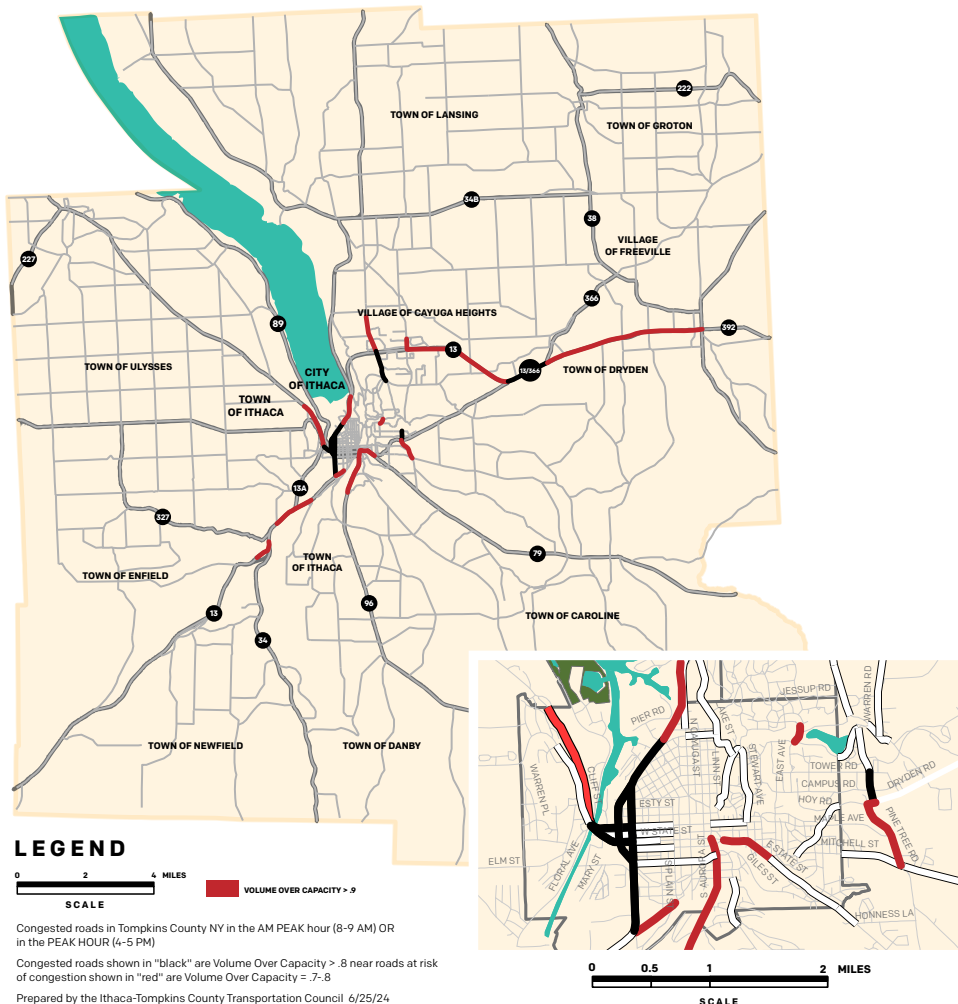 222
TOWN OF LANSING
TOWN OF GROTON
34B
38
VILLAGE
OF FREEVILLE
227
366
89
VILLAGE OF CAYUGA HEIGHTS
392
13
TOWN OF ULYSSES
CITY
OF ITHACA
13/366
TOWN OF DRYDEN
TOWN
OF ITHACA
13A
327
79
TOWN
OF ITHACA
TOWN OF ENFIELD
96
13
TOWN OF CAROLINE
34
TOWN OF NEWFIELD
TOWN OF DANBY
JESSUP RD
WARREN RD
PIER RD
N CAYUGA ST
LAKE ST
LINN ST
STEWART AVE
EAST AVE
TOWER RD
DRYDEN RD
CAMPUS RD
WARREN PL
CLIFF ST
HOY RD
ESTY ST
MAPLE AVE
PINE TREE RD
W STATE ST
MITCHELL ST
E STATE ST
ELM ST
FLORAL AVE
MARY ST
S PLAIN S
S AURORA ST
GILES ST
HONNESS LA
0 0.5 1 2 MILES
SCALE
LEGEND
0 2 4 MILES
SCALE
VOLUME OVER CAPACITY > .9
Congested roads in Tompkins County NY in the AM PEAK hour (8-9 AM) OR
in the PEAK HOUR (4-5 PM)
Congested roads shown in "black" are Volume Over Capacity > .8 near roads at risk
of congestion shown in "red" are Volume Over Capacity = .7-.8
Prepared by the Ithaca-Tompkins County Transportation Council 6/25/24